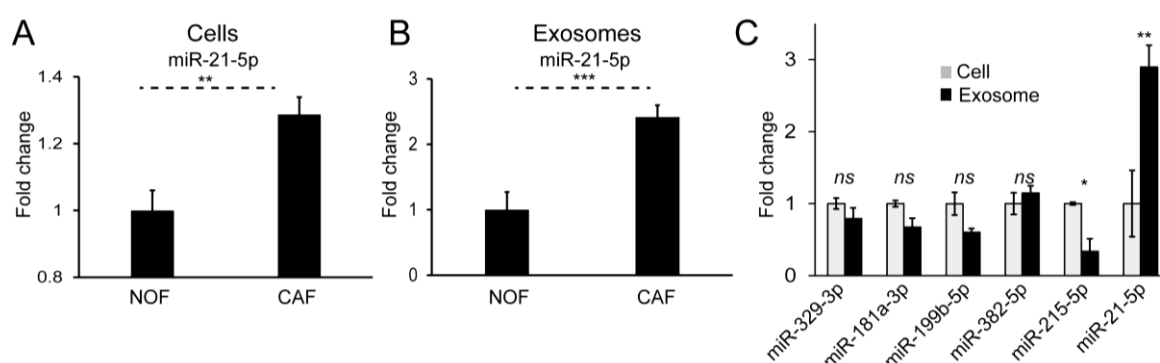 A
Cells
miR-21-5p
**
Fold change
1.4
1.2
1
0.8
NOF
CAF
B
Exosomes
miR-21-5p
***
Fold change
3
2
1
0
NOF
CAF
C
Cell
Exosome
Fold change
3
2
1
0
ns
ns
ns
ns
*
**
miR-329-3p
miR-181a-3p
miR-199b-5p
miR-382-5p
miR-215-5p
miR-21-5p